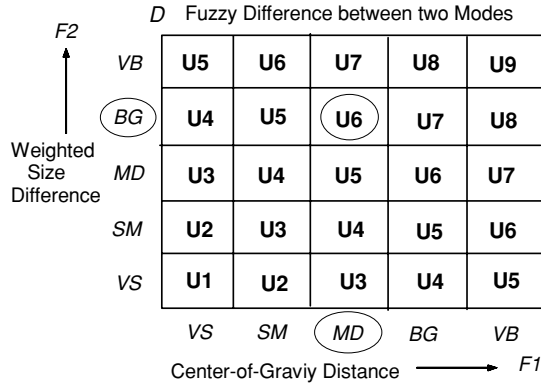 D Fuzzy Difference between two Modes
F2
VB U5 U6 U7 U8 U9
BG U4 U5 U6 U7 U8
Weighted
Size
Difference
MD U3 U4 U5 U6 U7
SM U2 U3 U4 U5 U6
VS U1 U2 U3 U4 U5
VS SM MD BG VB
Center-of-Graviy Distance F1